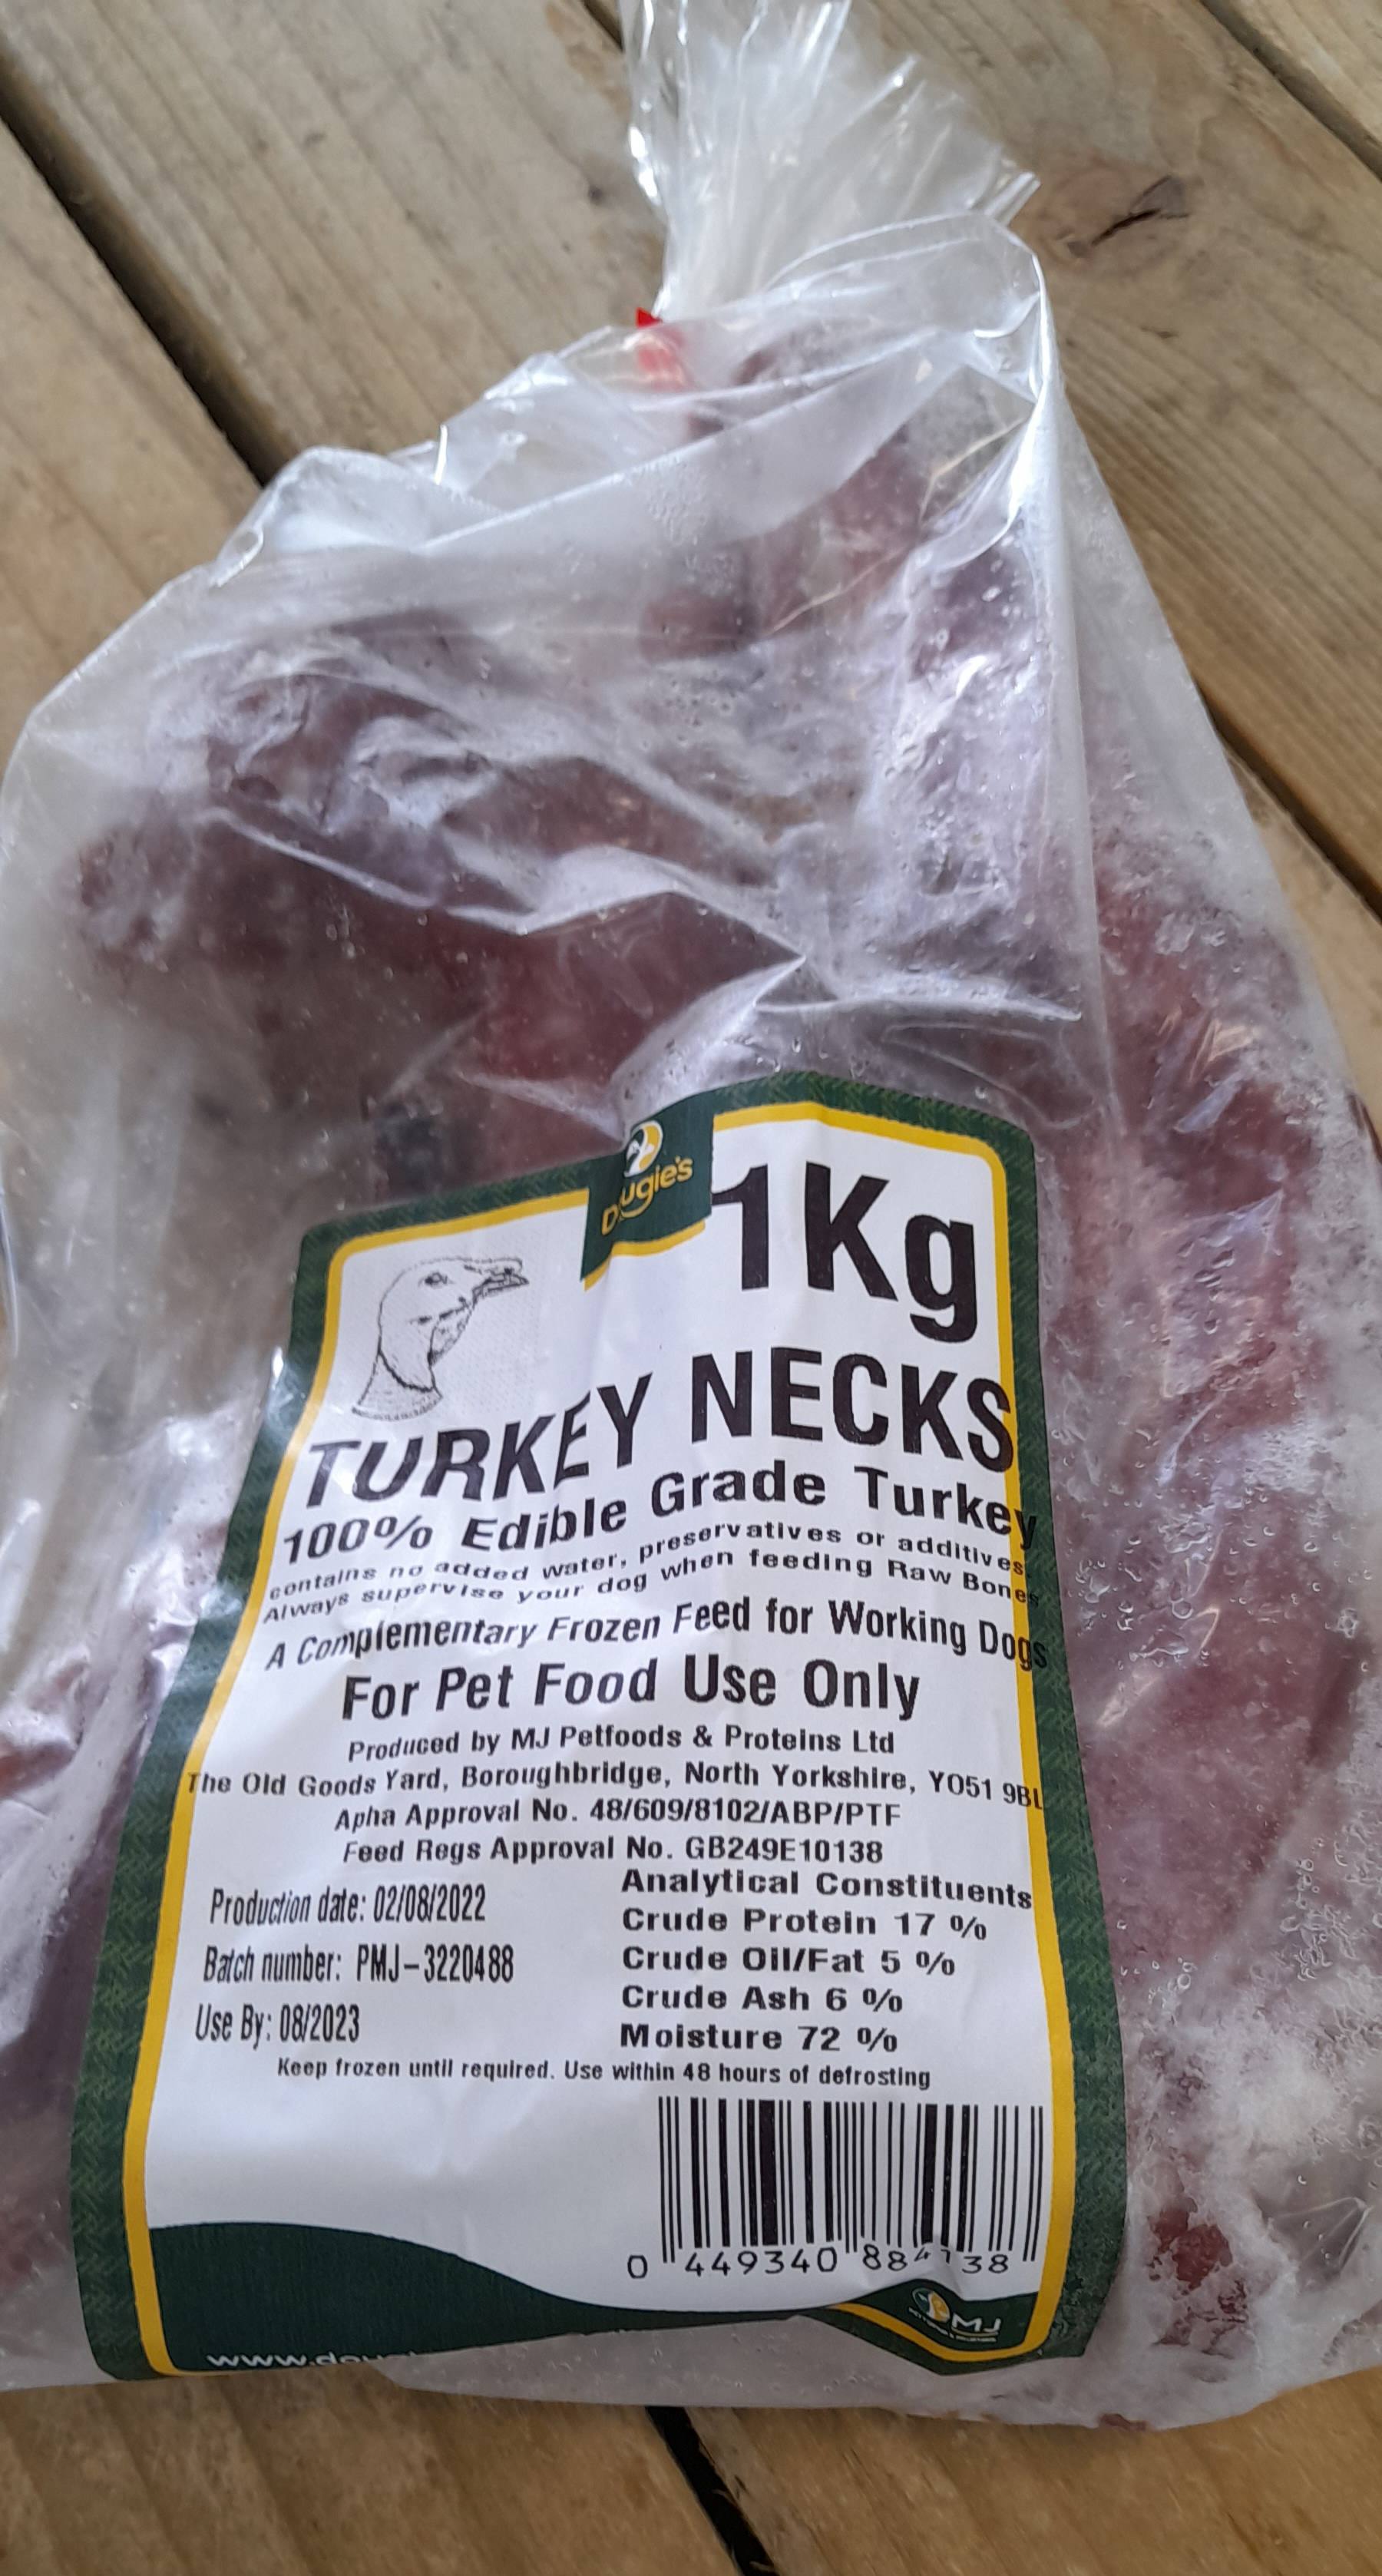 Dougie's
1Kg
TURKEY NECKS
100% Edible Grade Turkey
contains no added water, preservatives or additives
Always supervise your dog when feeding Raw Bones
A Complementary Frozen Feed for Working Dogs
For Pet Food Use Only
Produced by MJ Petfoods & Proteins Ltd
The Old Goods Yard, Boroughbridge, North Yorkshire, YO51 9BL
Apha Approval No. 48/609/8102/ABP/PTF
Feed Regs Approval No. GB249E10138
Production date: 02/08/2022
Batch number: PMJ-3220488
Use By: 08/2023
Analytical Constituents
Crude Protein 17 %
Crude Oil/Fat 5 %
Crude Ash 6 %
Moisture 72 %
Keep frozen until required. Use within 48 hours of defrosting
0 449340 884138
MJ